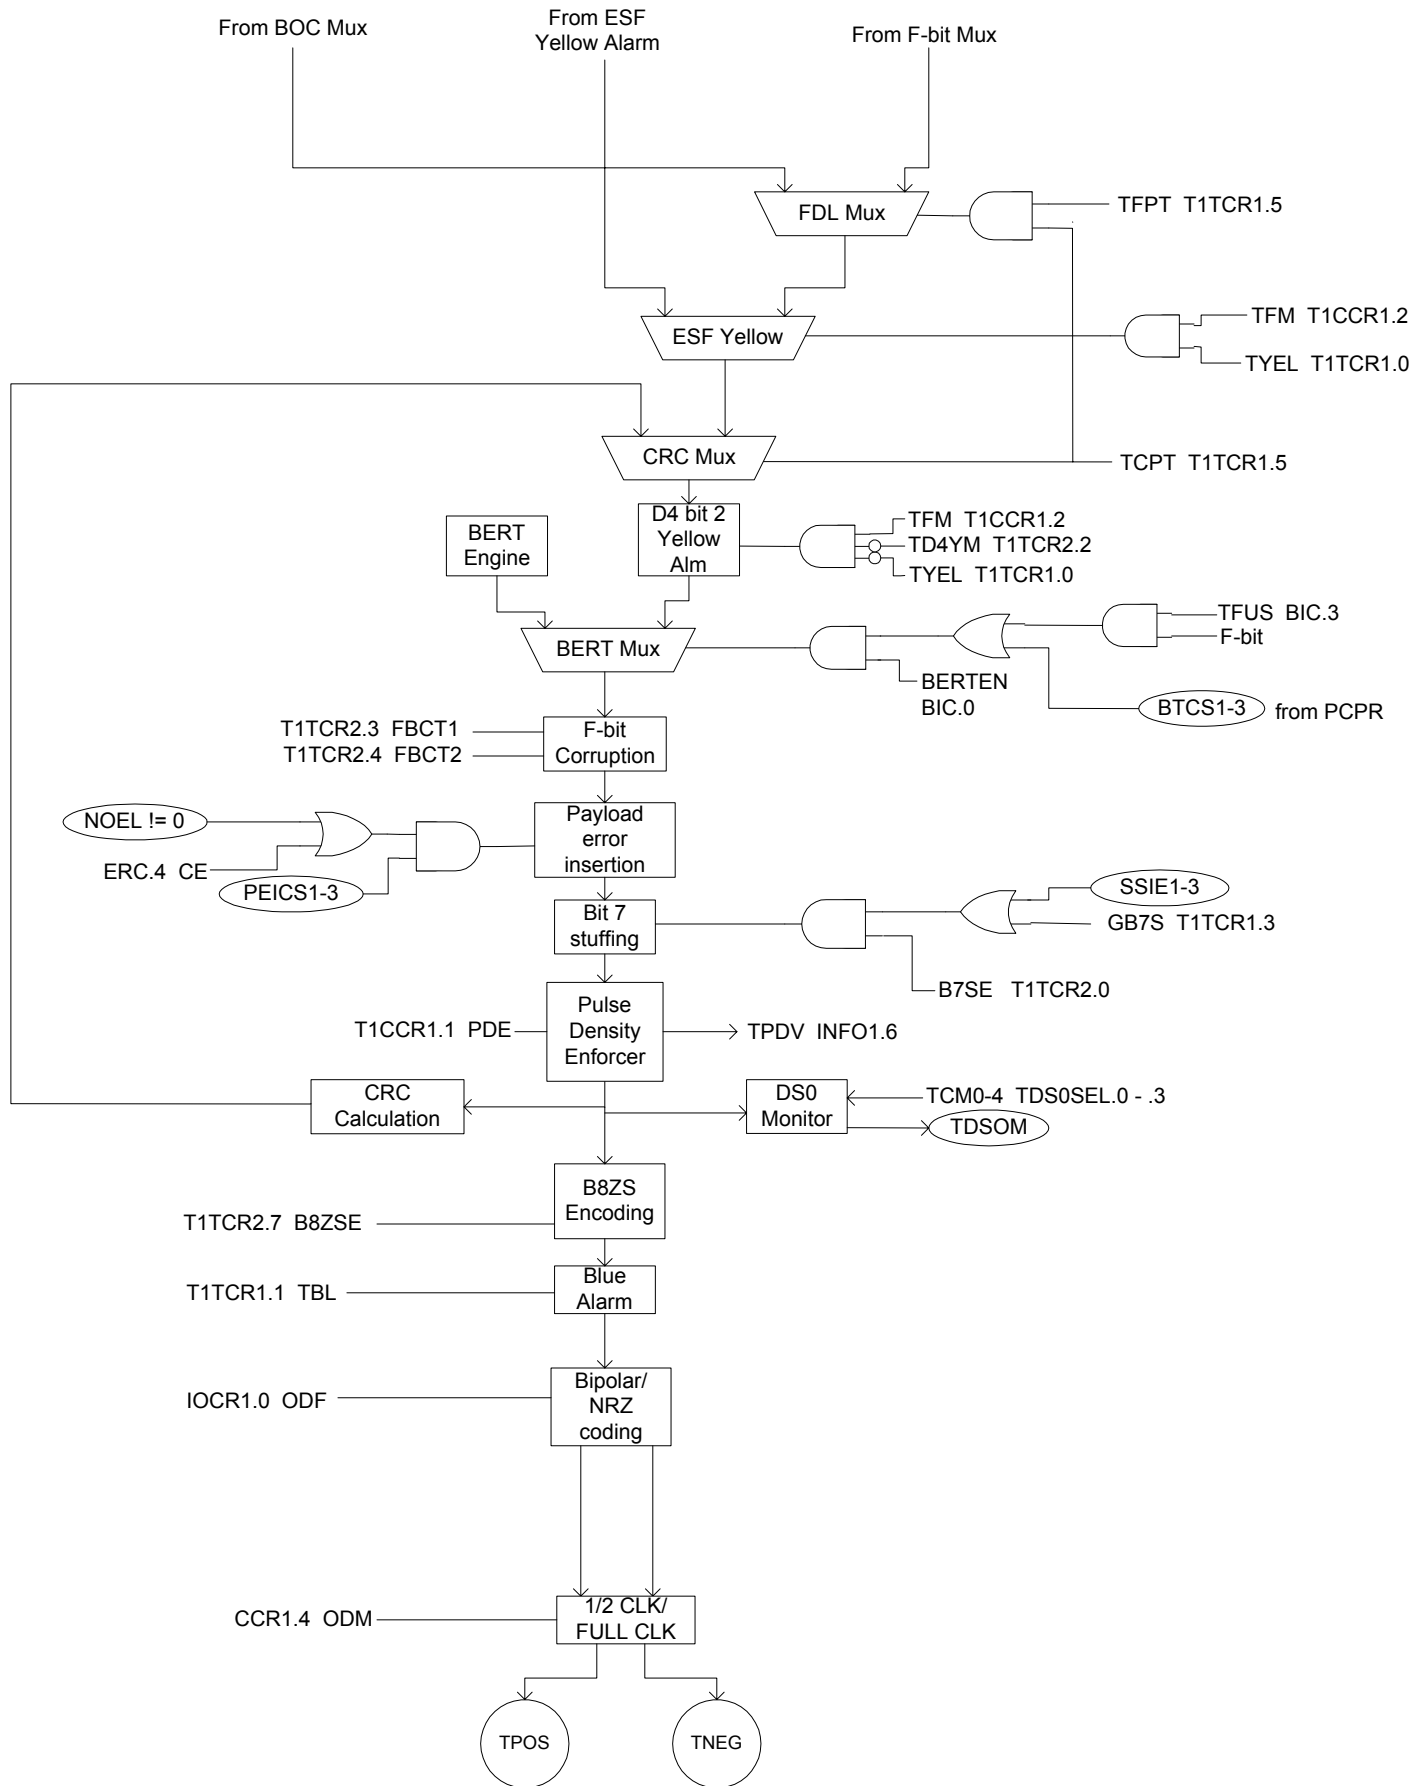 From BOC Mux
From ESF
Yellow Alarm
From F-bit Mux
FDL Mux
TFPT T1TCR1.5
ESF Yellow
TFM T1CCR1.2
TYEL T1TCR1.0
CRC Mux
TCPT T1TCR1.5
BERT
Engine
D4 bit 2
Yellow
Alm
TFM T1CCR1.2
TD4YM T1TCR2.2
TYEL T1TCR1.0
BERT Mux
TFUS BIC.3
F-bit
BERTEN
BIC.0
BTCS1-3
from PCPR
T1TCR2.3 FBCT1
T1TCR2.4 FBCT2
F-bit
Corruption
NOEL != 0
ERC.4 CE
PEICS1-3
Payload
error
insertion
Bit 7
stuffing
SSIE1-3
GB7S T1TCR1.3
B7SE T1TCR2.0
T1CCR1.1 PDE
Pulse
Density
Enforcer
TPDV INFO1.6
CRC
Calculation
DS0
Monitor
TCM0-4 TDS0SEL.0 - .3
TDSOM
B8ZS
Encoding
T1TCR2.7 B8ZSE
Blue
Alarm
T1TCR1.1 TBL
Bipolar/
NRZ
coding
IOCR1.0 ODF
1/2 CLK/
FULL CLK
CCR1.4 ODM
TPOS
TNEG